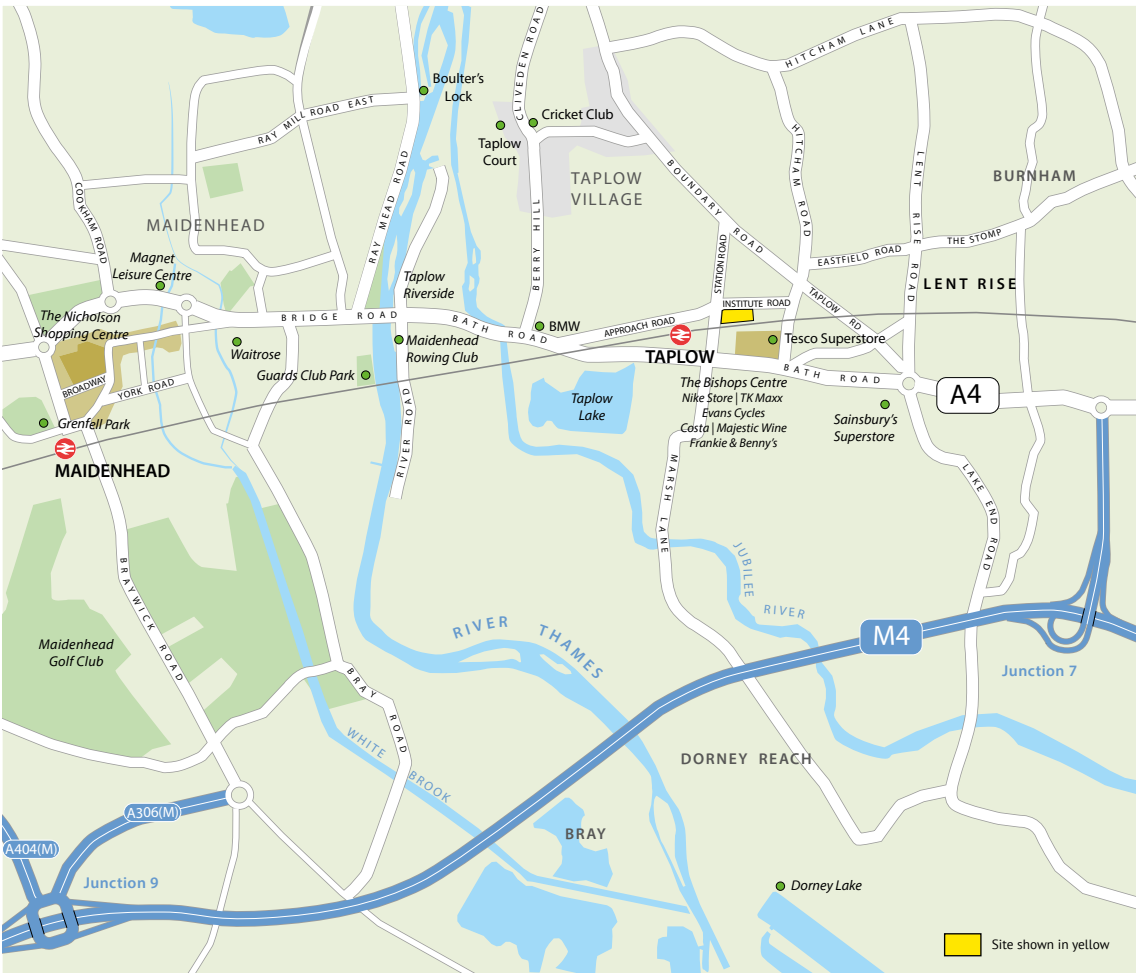 CLIVEDEN ROAD
HITCHAM LANE
Boulter's
Lock
RAY MILL ROAD EAST
Cricket Club
Taplow
Court
HITCHAM ROAD
LENT RISE ROAD
BOUNDARY ROAD
BURNHAM
TAPLOW
VILLAGE
COOKHAM ROAD
RAY MEAD ROAD
MAIDENHEAD
BERRY HILL
STATION ROAD
THE STOMP
EASTFIELD ROAD
Magnet
Leisure Centre
Taplow
Riverside
LENT RISE
TAPLOW RD
INSTITUTE ROAD
The Nicholson
Shopping Centre
BRIDGE ROAD
BATH ROAD
BMW
APPROACH ROAD
Waitrose
Maidenhead
Rowing Club
TAPLOW
Tesco Superstore
Guards Club Park
BATH ROAD
A4
BROADWAY
YORK ROAD
RIVER ROAD
Taplow
Lake
The Bishops Centre
Nike Store | TK Maxx
Evans Cycles
Costa | Majestic Wine
Frankie & Benny's
Sainsbury's
Superstore
Grenfell Park
MAIDENHEAD
MARSH LANE
LAKE END ROAD
JUBILEE RIVER
BRAYWICK ROAD
RIVER THAMES
M4
Maidenhead
Golf Club
Junction 7
BRAY ROAD
WHITE BROOK
DORNEY REACH
A306(M)
BRAY
A404(M)
Junction 9
Dorney Lake
Site shown in yellow